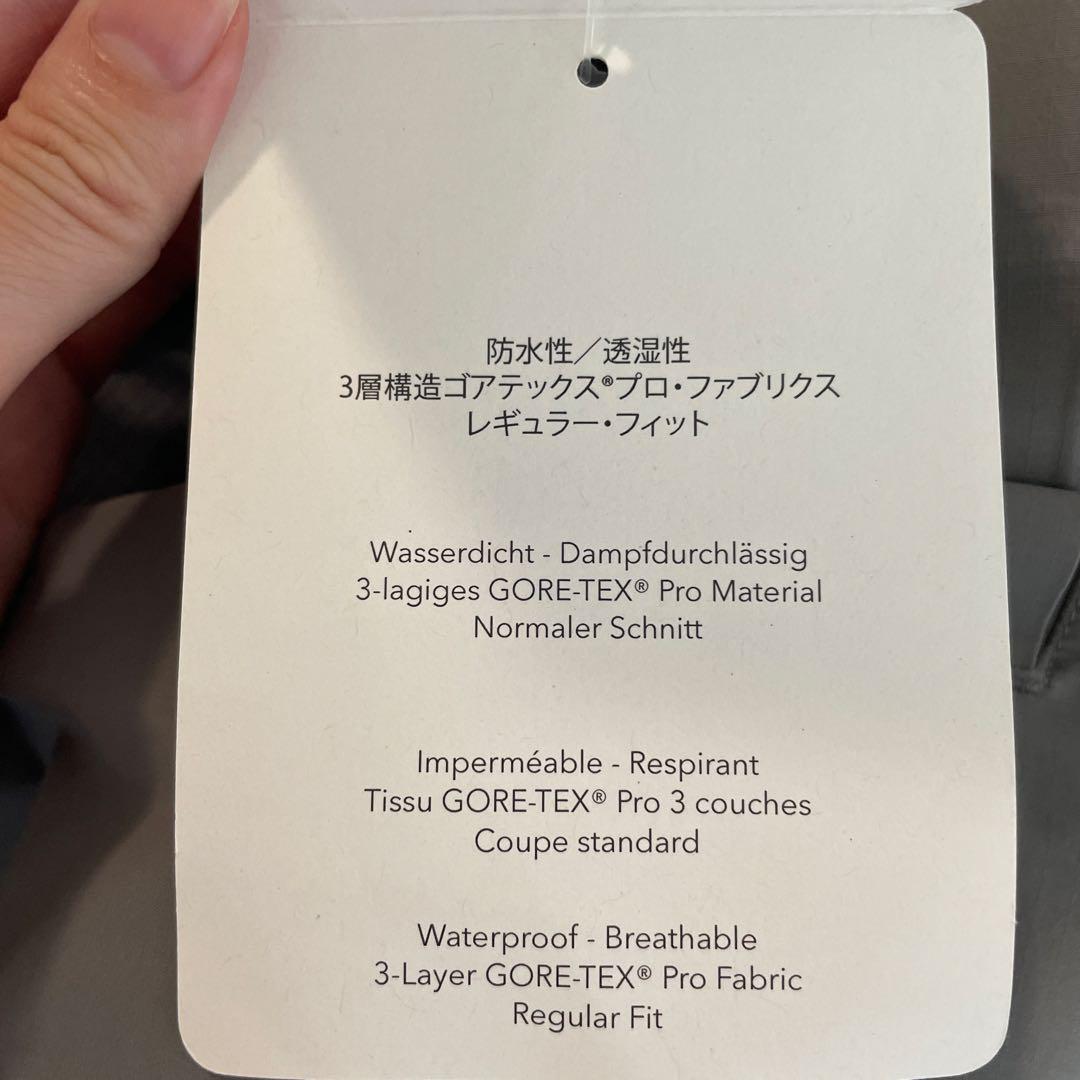 防水性／透湿性
3層構造ゴアテックス®プロ・ファブリクス
レギュラー・フィット
Wasserdicht - Dampfdurchlässig
3-lagiges GORE-TEX® Pro Material
Normaler Schnitt
Imperméable - Respirant
Tissu GORE-TEX® Pro 3 couches
Coupe standard
Waterproof - Breathable
3-Layer GORE-TEX® Pro Fabric
Regular Fit